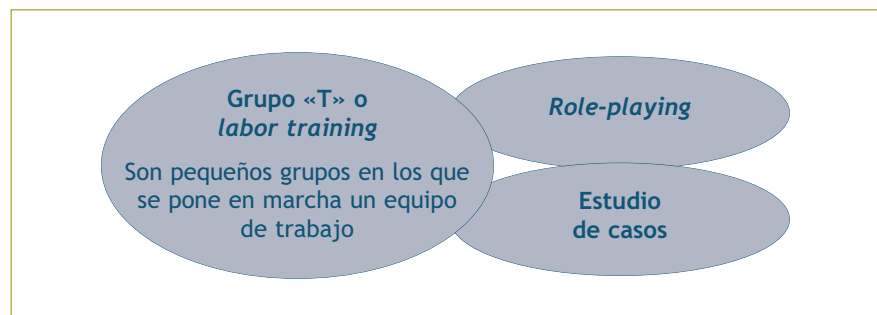 Grupo «T» o
labor training
Son pequeños grupos en los que
se pone en marcha un equipo
de trabajo
Role-playing
Estudio
de casos